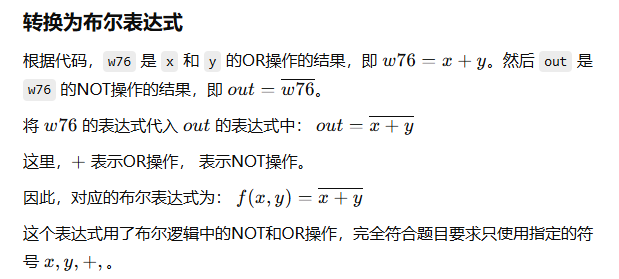 转换为布尔表达式
根据代码，w76 是 x 和 y 的OR操作的结果，即 $w76 = x + y$。然后 out 是
w76 的NOT操作的结果，即 $out = \overline{w76}$。
将 $w76$ 的表达式代入 $out$ 的表达式中： $out = \overline{x + y}$
这里，$+$ 表示OR操作， 表示NOT操作。
因此，对应的布尔表达式为： $f(x, y) = \overline{x + y}$
这个表达式用了布尔逻辑中的NOT和OR操作，完全符合题目要求只使用指定的符
号 $x, y, +,$。